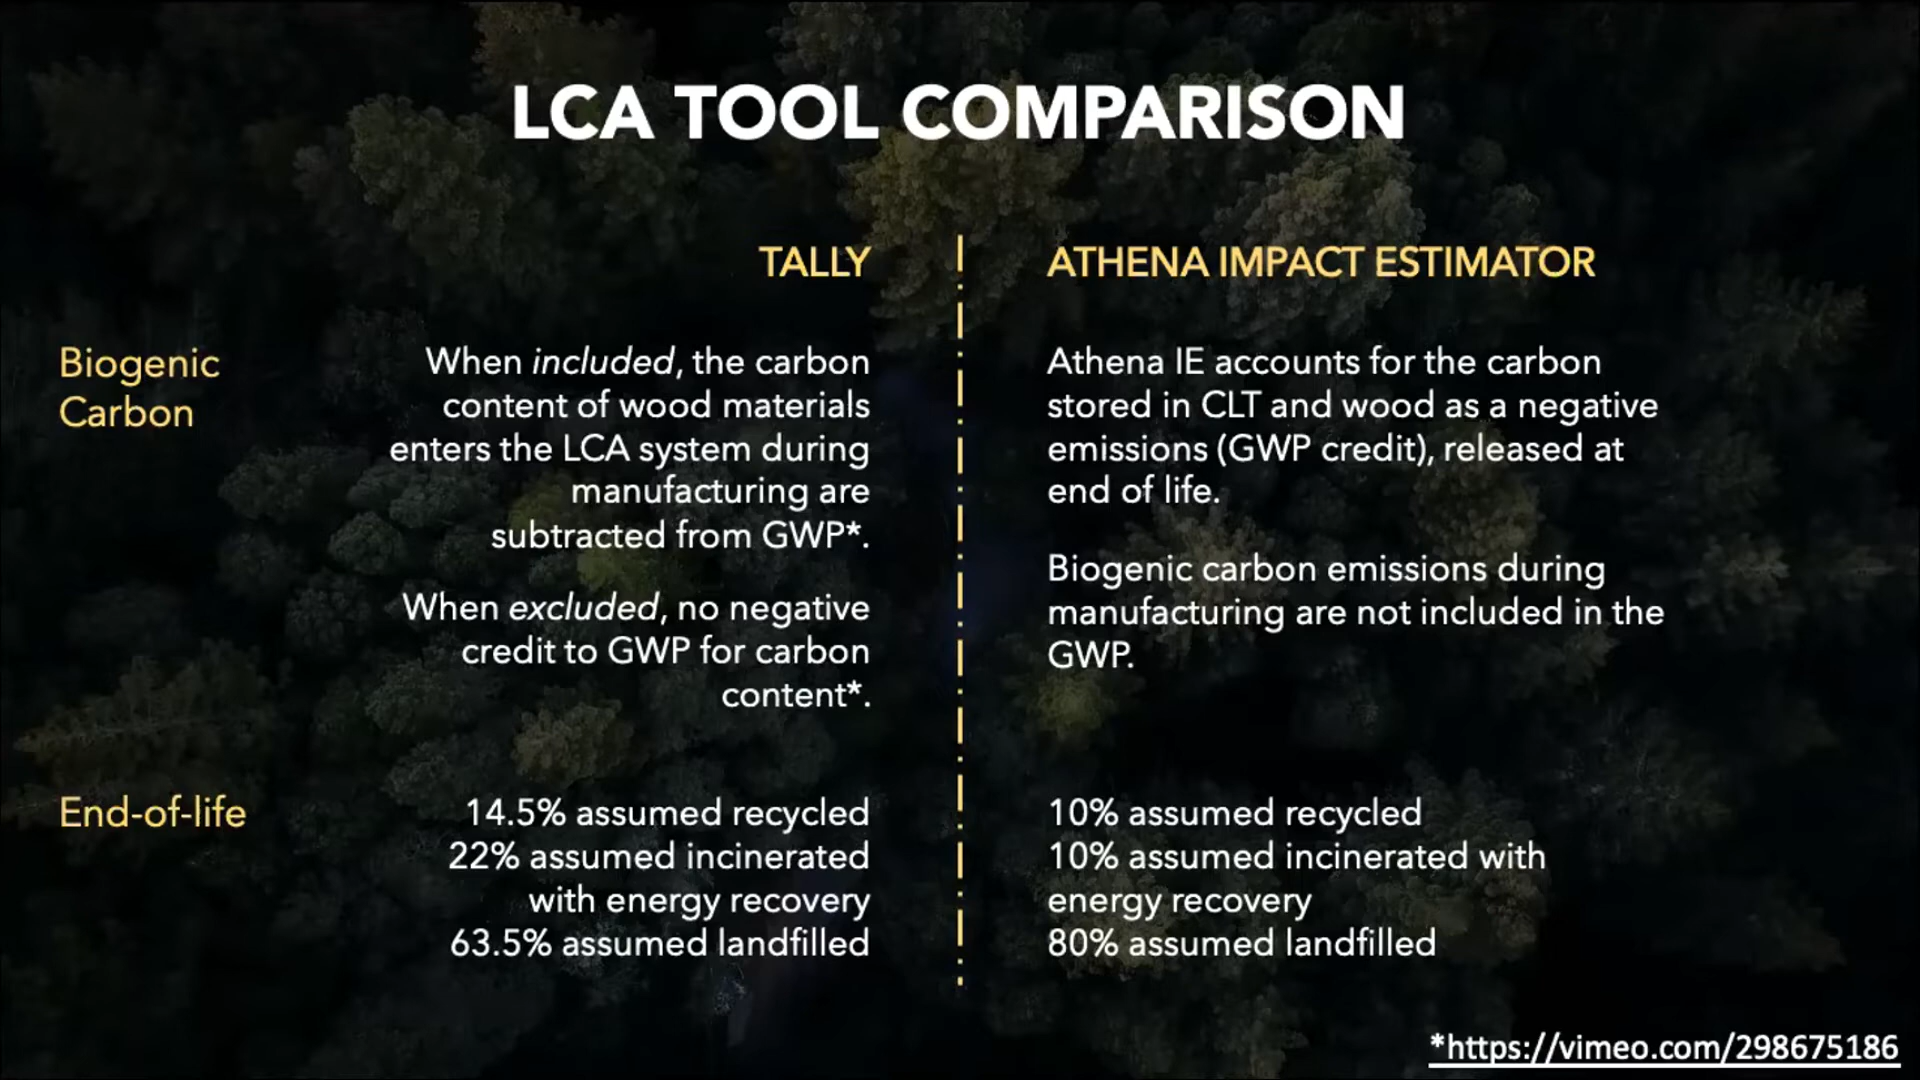 LCA TOOL COMPARISON
TALLY
ATHENA IMPACT ESTIMATOR
Biogenic
Carbon
When included, the carbon
content of wood materials
enters the LCA system during
manufacturing are
subtracted from GWP*.
When excluded, no negative
credit to GWP for carbon
content*.
Athena IE accounts for the carbon
stored in CLT and wood as a negative
emissions (GWP credit), released at
end of life.
Biogenic carbon emissions during
manufacturing are not included in the
GWP.
End-of-life
14.5% assumed recycled
22% assumed incinerated
with energy recovery
63.5% assumed landfilled
10% assumed recycled
10% assumed incinerated with
energy recovery
80% assumed landfilled
*https://vimeo.com/298675186